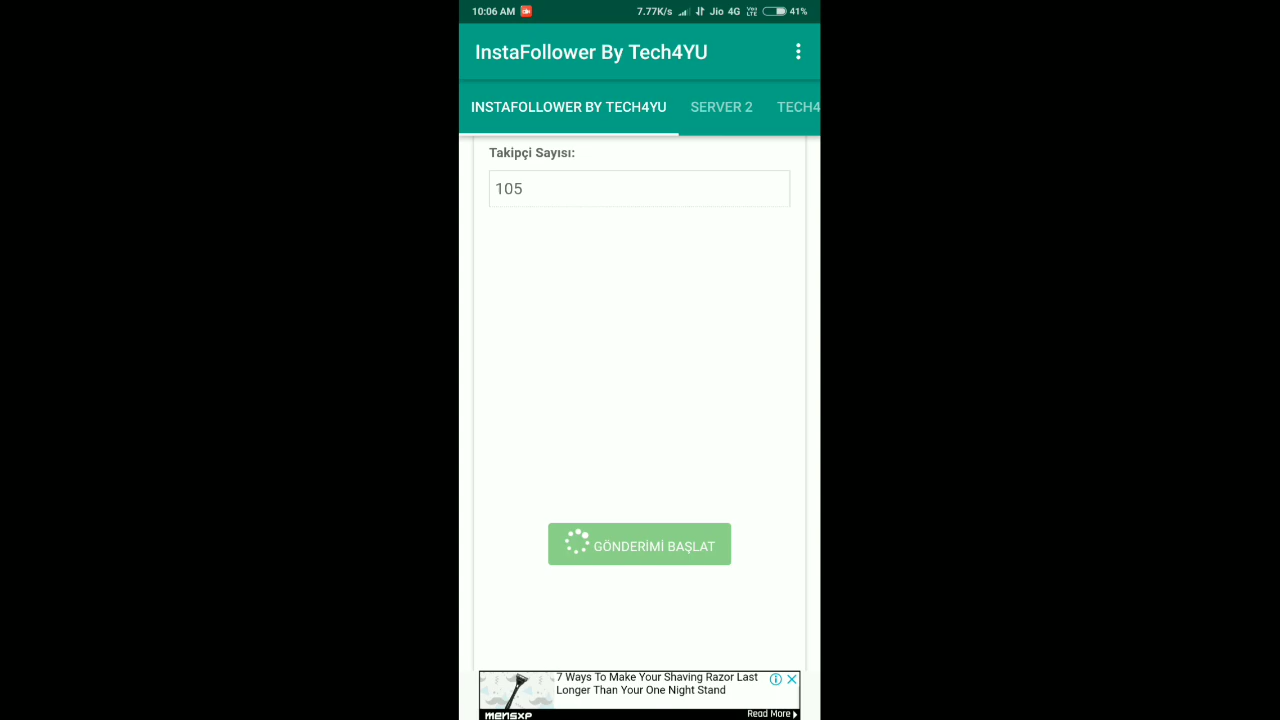 10:06 AM
7.77K/s
Jio 4G
Vo) LTE
41%
InstaFollower By Tech4YU
INSTAFOLLOWER BY TECH4YU
SERVER 2
TECH4
Takipçi Sayısı:
105
GÖNDERİMİ BAŞLAT
7 Ways To Make Your Shaving Razor Last
Longer Than Your One Night Stand
mensxp
Read More